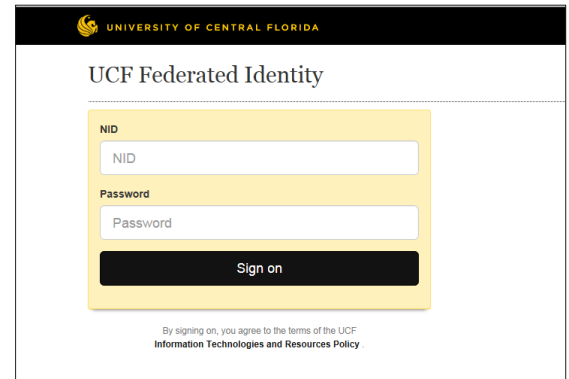 UNIVERSITY OF CENTRAL FLORIDA
UCF Federated Identity
NID
NID
Password
Password
Sign on
By signing on, you agree to the terms of the UCF
Information Technologies and Resources Policy .